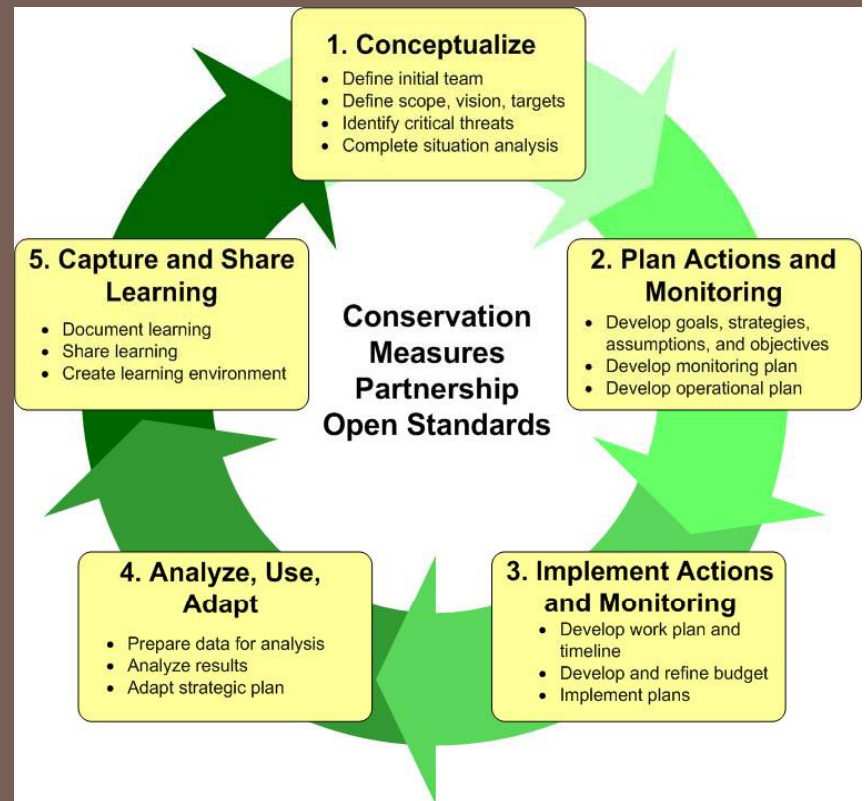 1. Conceptualize
• Define initial team
• Define scope, vision, targets
• Identify critical threats
• Complete situation analysis
2. Plan Actions and
Monitoring
• Develop goals, strategies,
assumptions, and objectives
• Develop monitoring plan
• Develop operational plan
3. Implement Actions
and Monitoring
• Develop work plan and
timeline
• Develop and refine budget
• Implement plans
4. Analyze, Use,
Adapt
• Prepare data for analysis
• Analyze results
• Adapt strategic plan
5. Capture and Share
Learning
• Document learning
• Share learning
• Create learning environment
Conservation
Measures
Partnership
Open Standards